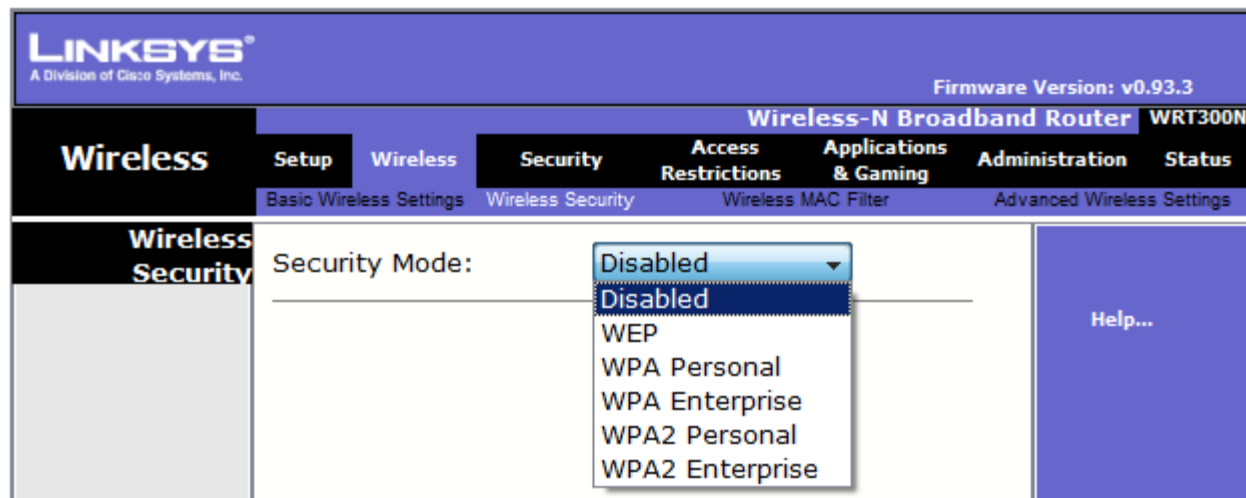 LINKSYS®
A Division of Cisco Systems, Inc.
Firmware Version: v0.93.3
Wireless-N Broadband Router WRT300N
Wireless
Setup Wireless Security Access Restrictions Applications & Gaming Administration Status
Basic Wireless Settings Wireless Security Wireless MAC Filter Advanced Wireless Settings
Wireless
Security
Security Mode: Disabled
Disabled
WEP
WPA Personal
WPA Enterprise
WPA2 Personal
WPA2 Enterprise
Help...